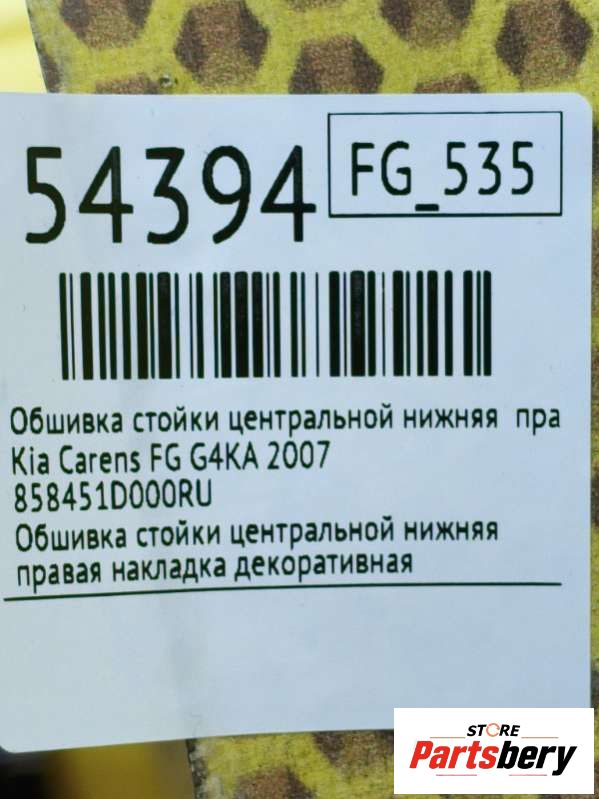 54394
FG_535
Обшивка стойки центральной нижняя пра
Kia Carens FG G4KA 2007
858451D000RU
Обшивка стойки центральной нижняя
правая накладка декоративная
STORE
Partsbery